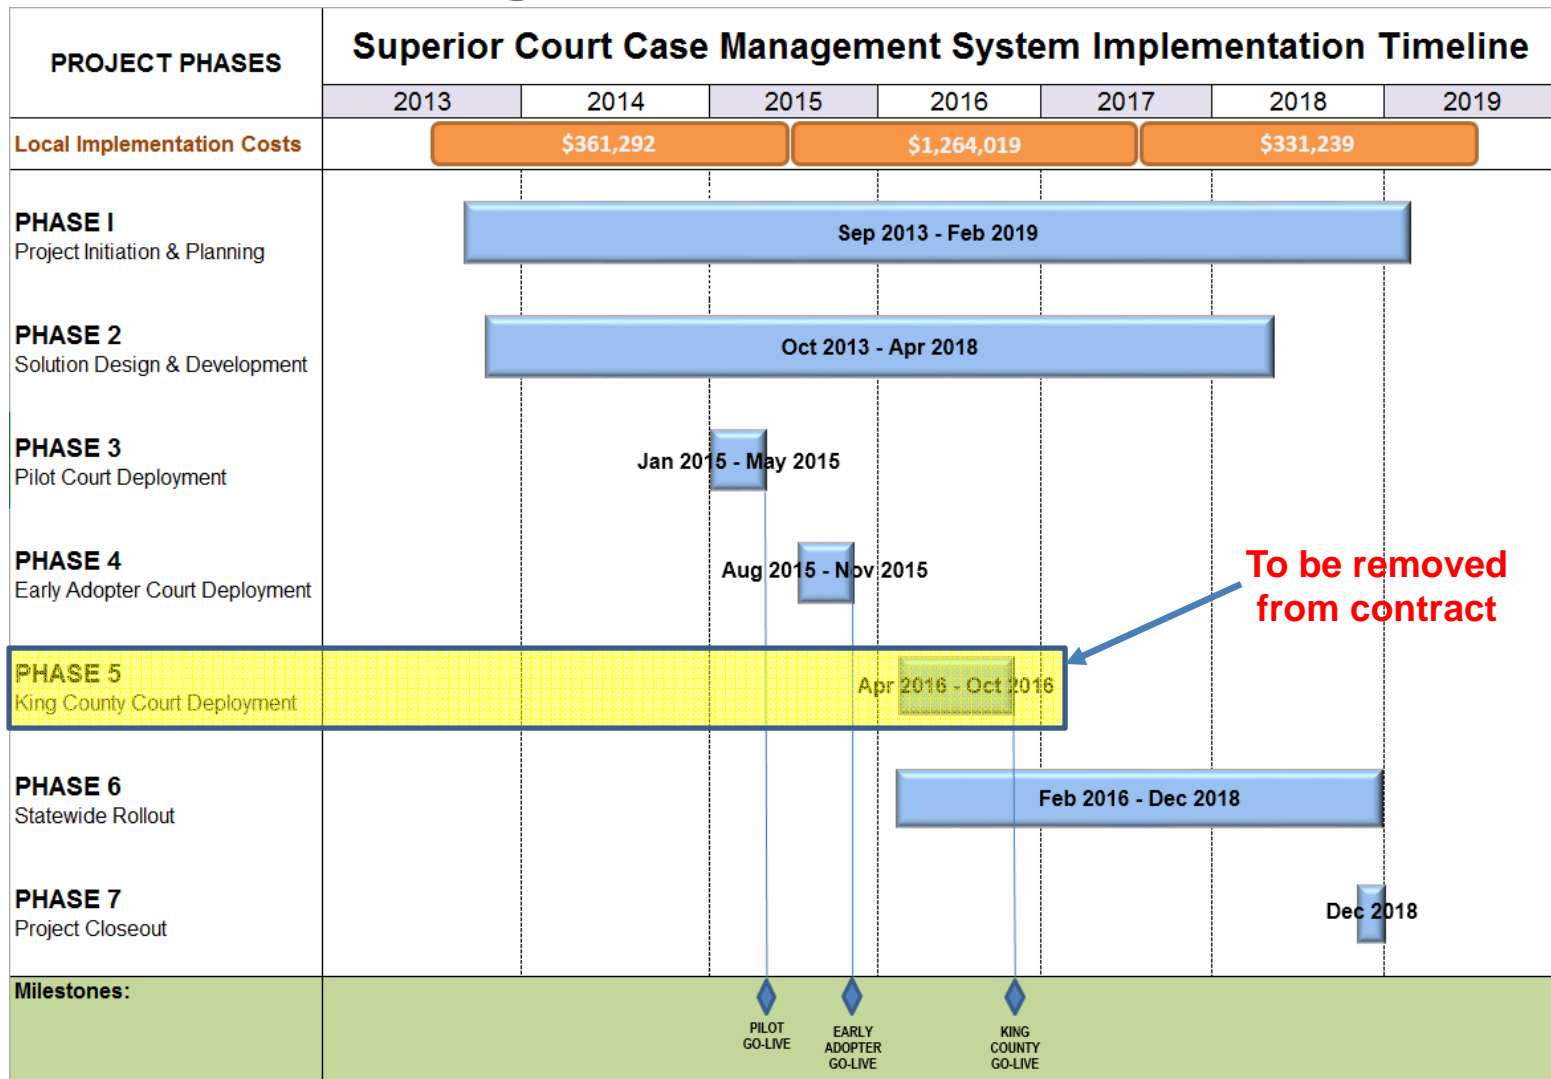 PROJECT PHASES
Superior Court Case Management System Implementation Timeline
2013 2014 2015 2016 2017 2018 2019
Local Implementation Costs
$361,292 $1,264,019 $331,239
PHASE I
Project Initiation & Planning
Sep 2013 - Feb 2019
PHASE 2
Solution Design & Development
Oct 2013 - Apr 2018
PHASE 3
Pilot Court Deployment
Jan 2015 - May 2015
PHASE 4
Early Adopter Court Deployment
Aug 2015 - Nov 2015
To be removed
from contract
PHASE 5
King County Court Deployment
Apr 2016 - Oct 2016
PHASE 6
Statewide Rollout
Feb 2016 - Dec 2018
PHASE 7
Project Closeout
Dec 2018
Milestones:
PILOT
GO-LIVE
EARLY
ADOPTER
GO-LIVE
KING
COUNTY
GO-LIVE